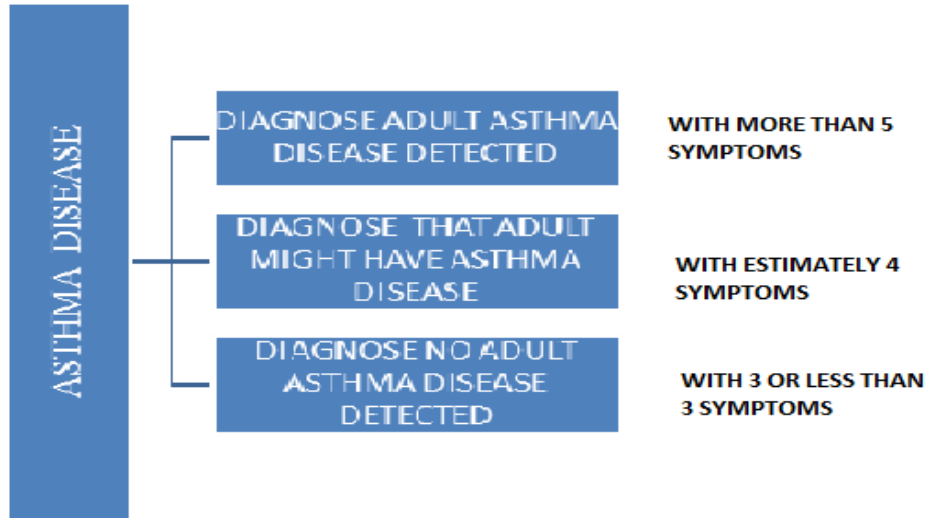 ASTHMA DISEASE
DIAGNOSE ADULT ASTHMA
DISEASE DETECTED
WITH MORE THAN 5
SYMPTOMS
DIAGNOSE THAT ADULT
MIGHT HAVE ASTHMA
DISEASE
WITH ESTIMATELY 4
SYMPTOMS
DIAGNOSE NO ADULT
ASTHMA DISEASE
DETECTED
WITH 3 OR LESS THAN
3 SYMPTOMS